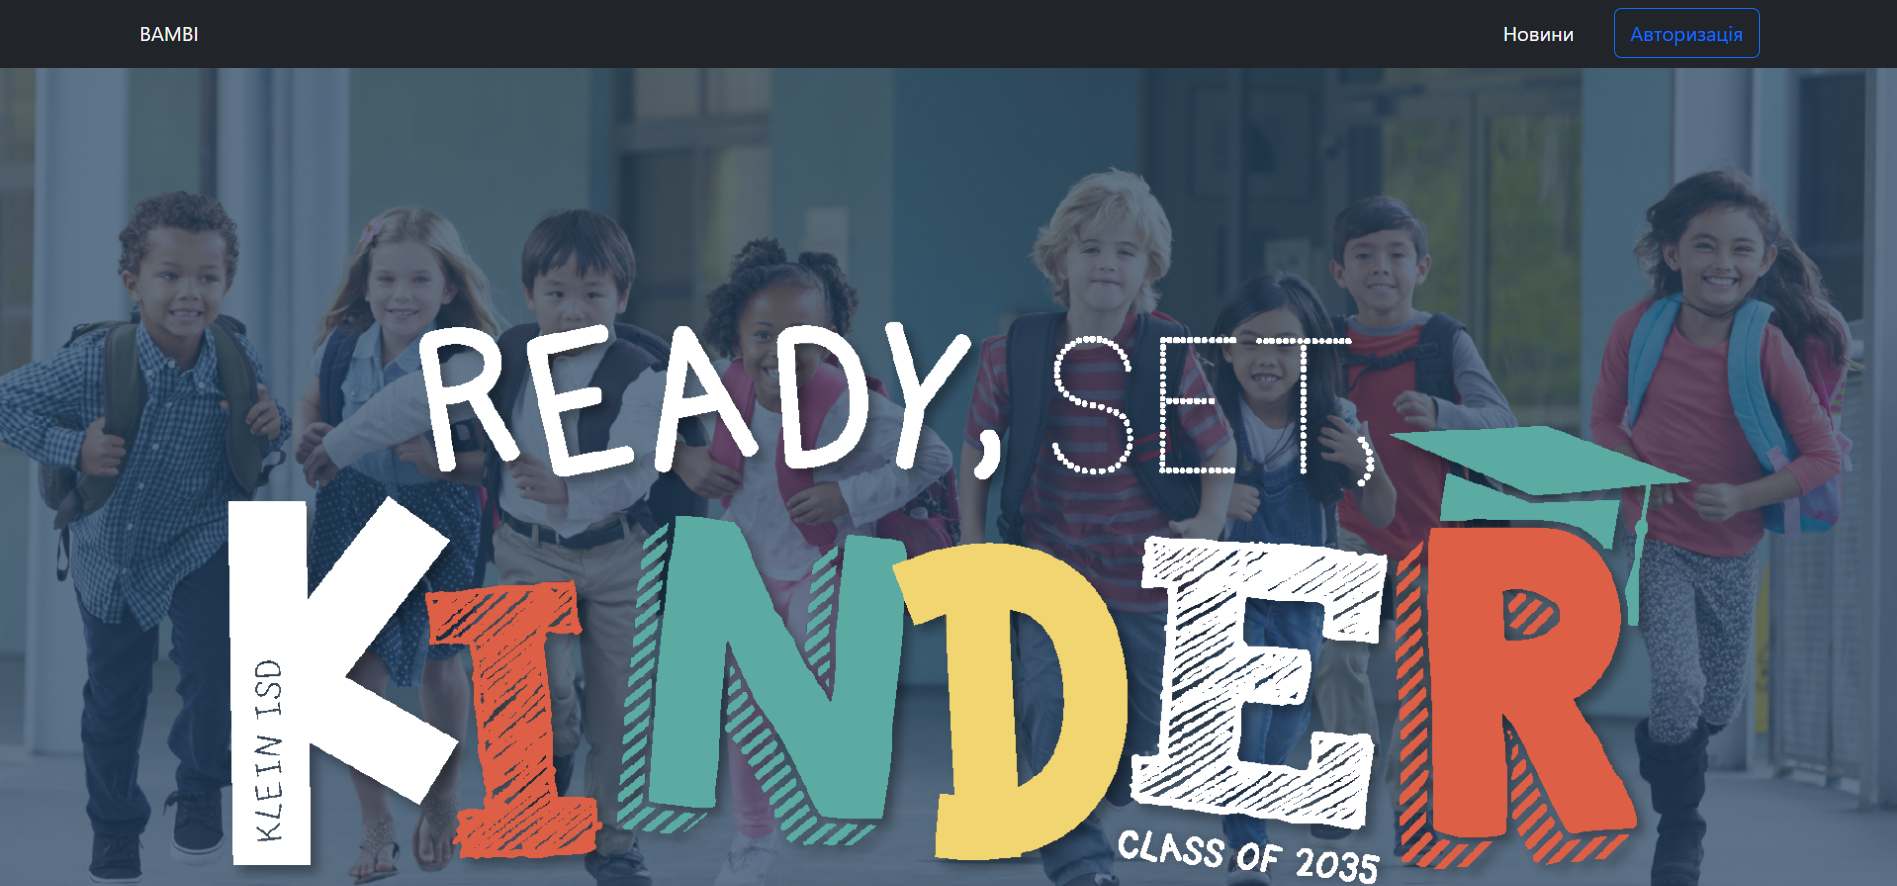 BAMBI Новини Авторизація
READY, SET,
KINDER
KLEIN ISD
CLASS OF 2035